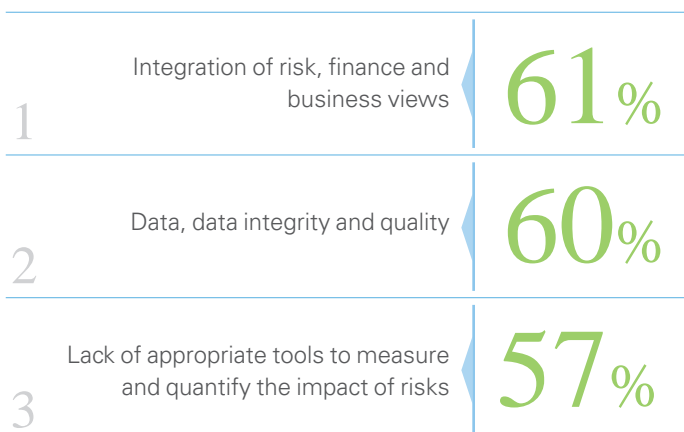 1
Integration of risk, finance and
business views
61%
2
Data, data integrity and quality
60%
3
Lack of appropriate tools to measure
and quantify the impact of risks
57%